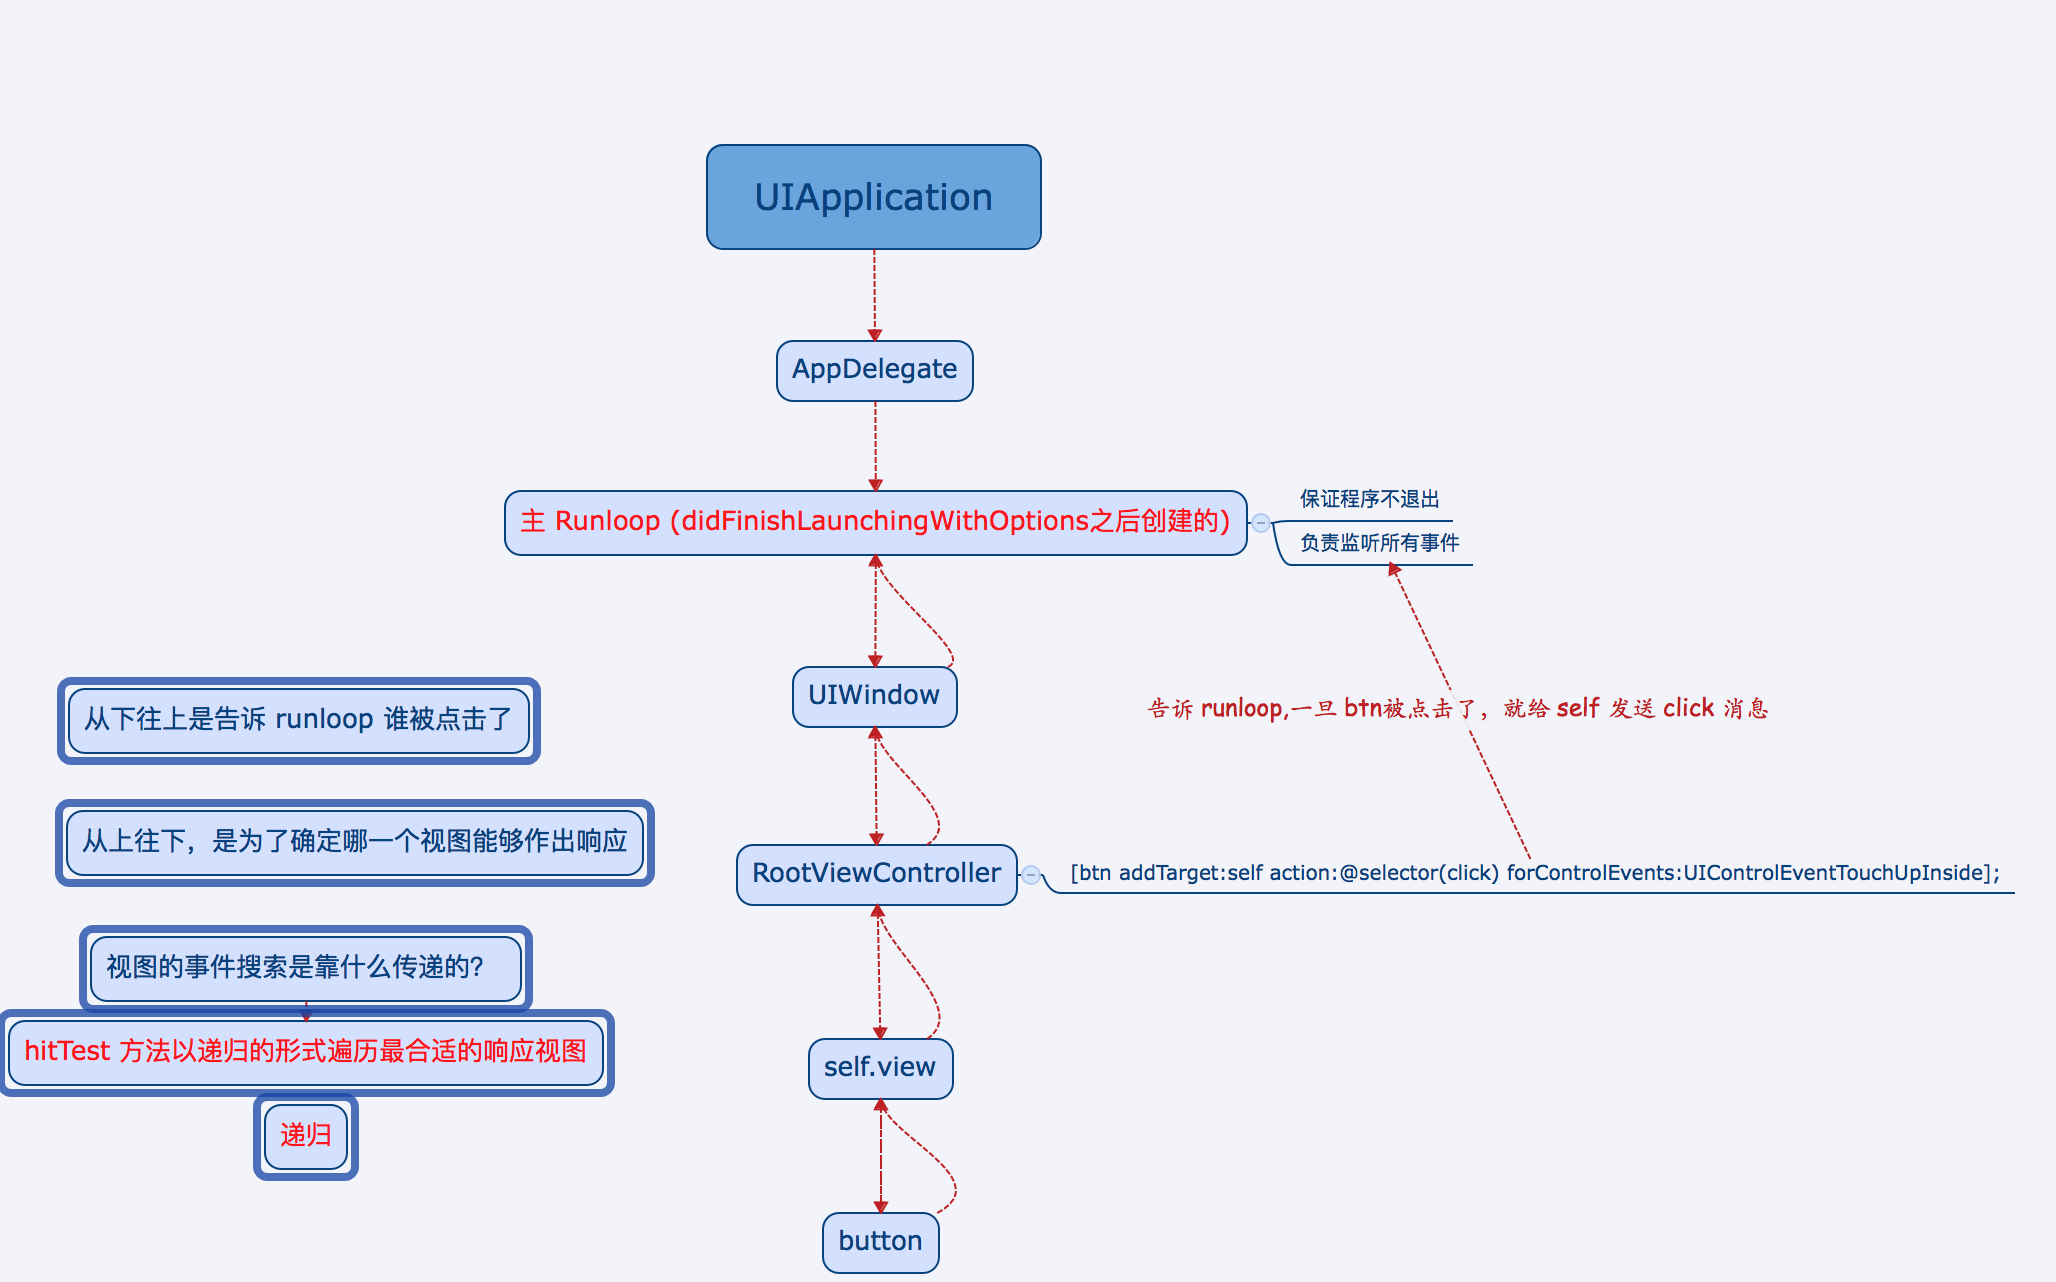 UIApplication
AppDelegate
主 Runloop (didFinishLaunchingWithOptions之后创建的)
保证程序不退出
负责监听所有事件
UIWindow
告诉 runloop,一旦 btn被点击了，就给 self 发送 click 消息
从下往上是告诉 runloop 谁被点击了
从上往下，是为了确定哪一个视图能够作出响应
RootViewController
[btn addTarget:self action:@selector(click) forControlEvents:UIControlEventTouchUpInside];
视图的事件搜索是靠什么传递的?
hitTest 方法以递归的形式遍历最合适的响应视图
self.view
递归
button